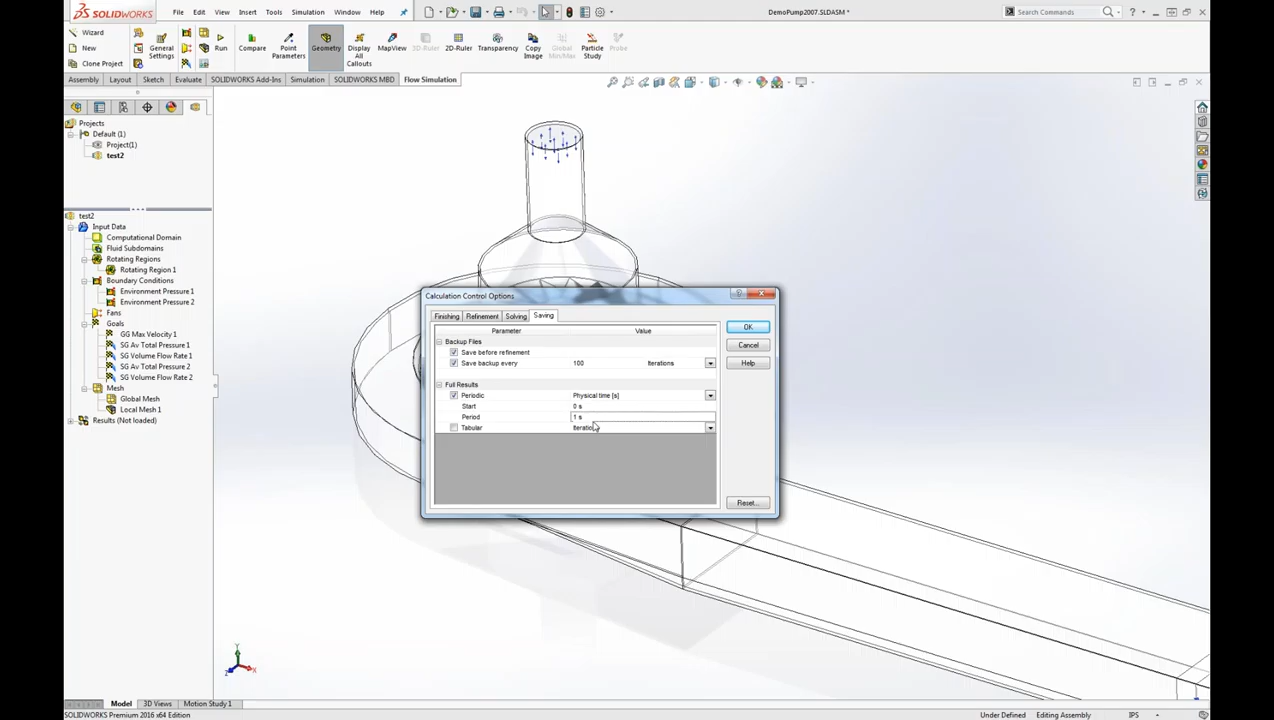 SOLIDWORKS
File Edit View Insert Tools Simulation Window Help
DemoPump2007.SLDASM *
Search Commands
Wizard
New
Clone Project
General Settings
Run
Compare
Point Parameters
Geometry
Display All Callouts
MapView
3D-Ruler
2D-Ruler
Transparency
Copy Image
Global Min/Max
Particle Study
Probe
Assembly Layout Sketch Evaluate SOLIDWORKS Add-Ins Simulation SOLIDWORKS MBD Flow Simulation
Projects
Default (1)
Project(1)
test2
test2
Input Data
Computational Domain
Fluid Subdomains
Rotating Regions
Rotating Region 1
Boundary Conditions
Environment Pressure 1
Environment Pressure 2
Fans
Goals
GG Max Velocity 1
SG Av Total Pressure 1
SG Volume Flow Rate 1
SG Av Total Pressure 2
SG Volume Flow Rate 2
Mesh
Global Mesh
Local Mesh 1
Results (Not loaded)
Calculation Control Options
Finishing Refinement Solving Saving
Parameter Value
Backup Files
Save before refinement
Save backup every 100 Iterations
Full Results
Periodic Physical time [s]
Start 0 s
Period 1 s
Tabular
OK
Cancel
Help
Reset...
Y
X
Z
Model 3D Views Motion Study 1
SOLIDWORKS Premium 2016 x64 Edition
Under Defined Editing Assembly IPS